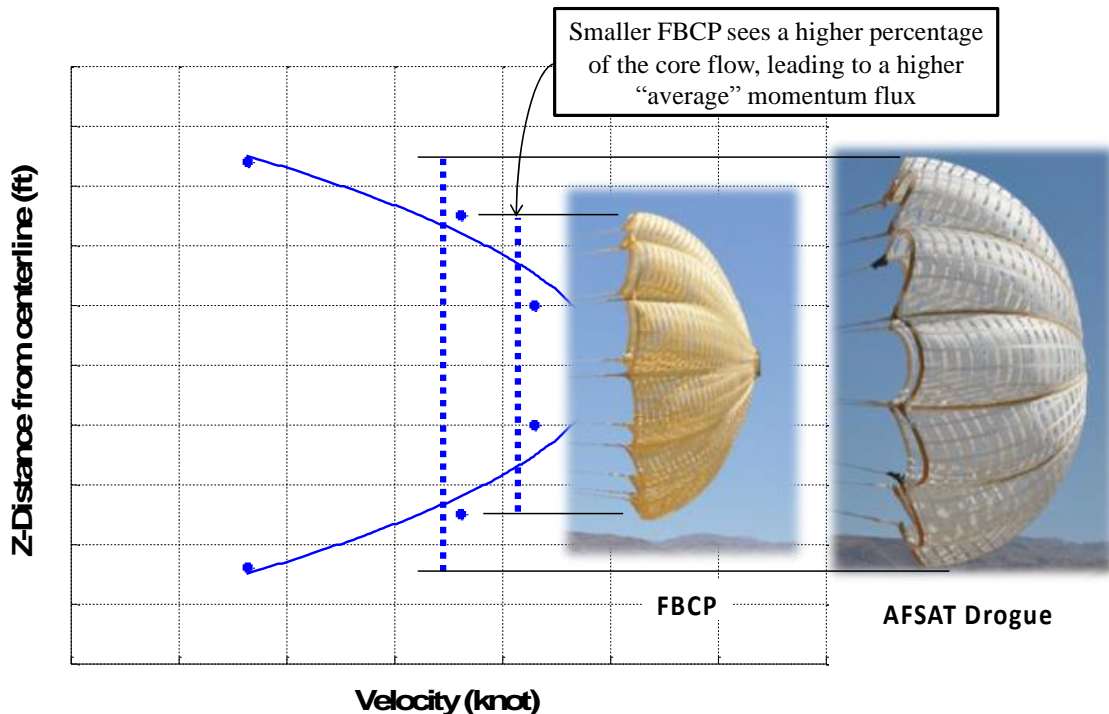 Smaller FBCP sees a higher percentage
of the core flow, leading to a higher
“average” momentum flux
Z-Distance from centerline (ft)
FBCP
AFSAT Drogue
Velocity (knot)